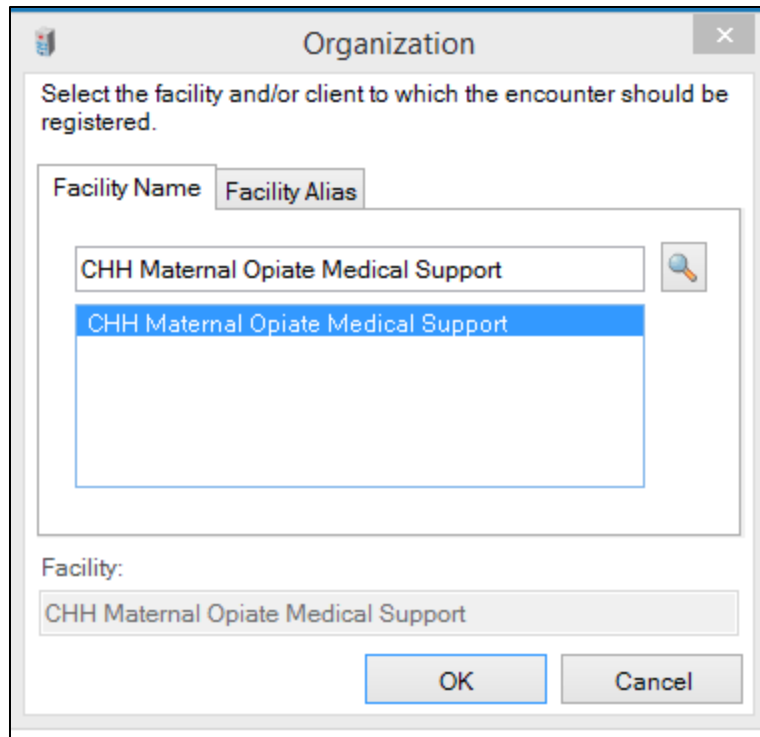 Organization
Select the facility and/or client to which the encounter should be
registered.
Facility Name
Facility Alias
CHH Maternal Opiate Medical Support
CHH Maternal Opiate Medical Support
Facility:
CHH Maternal Opiate Medical Support
OK
Cancel